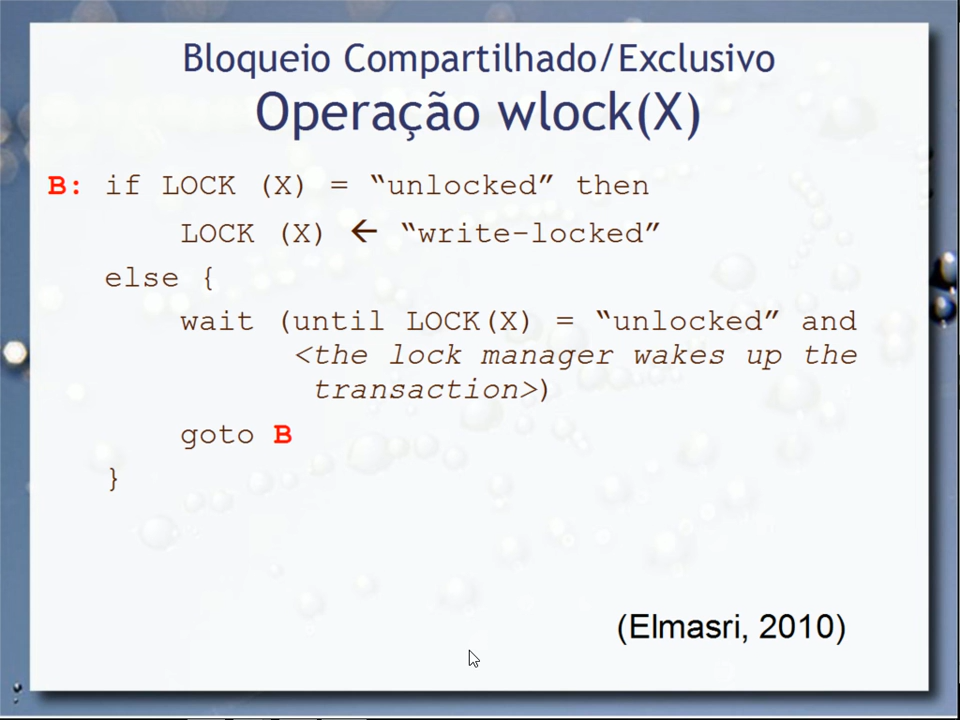 Bloqueio Compartilhado/Exclusivo
Operação wlock(X)
B: if LOCK (X) = “unlocked” then
LOCK (X) ← “write-locked”
else {
wait (until LOCK(X) = “unlocked” and
<the lock manager wakes up the
transaction>)
goto B
}
(Elmasri, 2010)